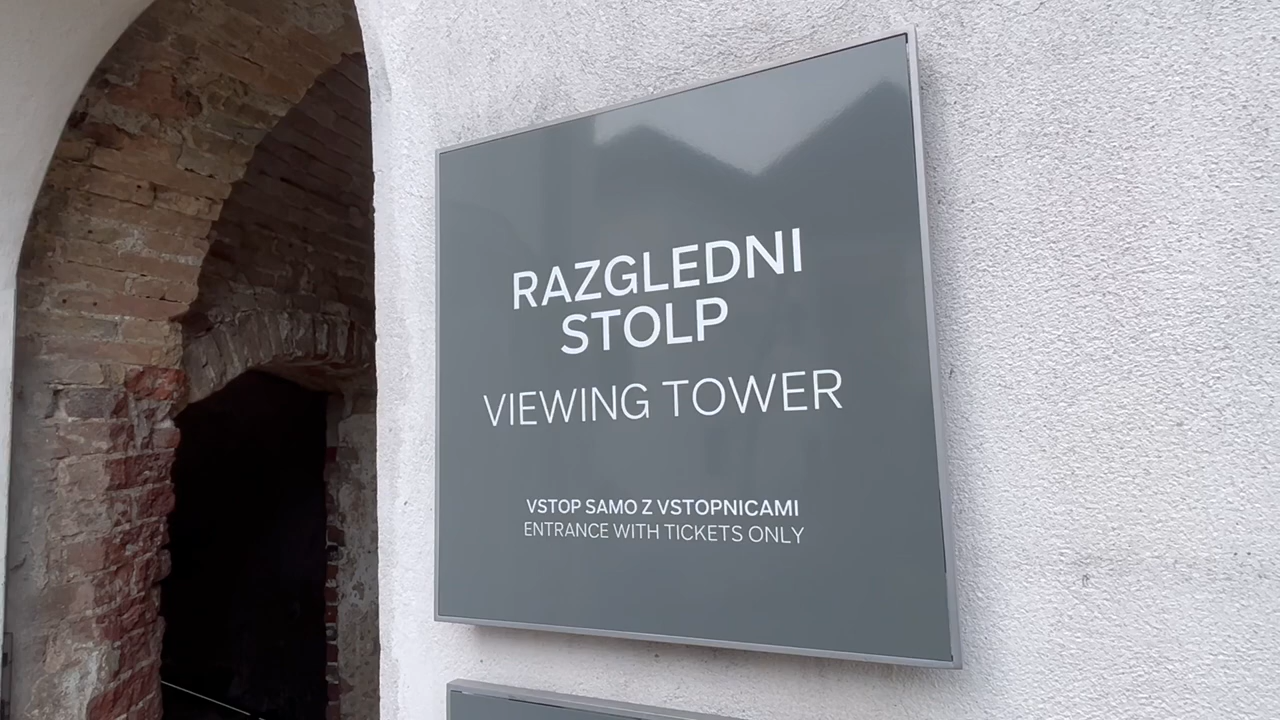 RAZGLEDNI
STOLP
VIEWING TOWER
VSTOP SAMO Z VSTOPNICAMI
ENTRANCE WITH TICKETS ONLY